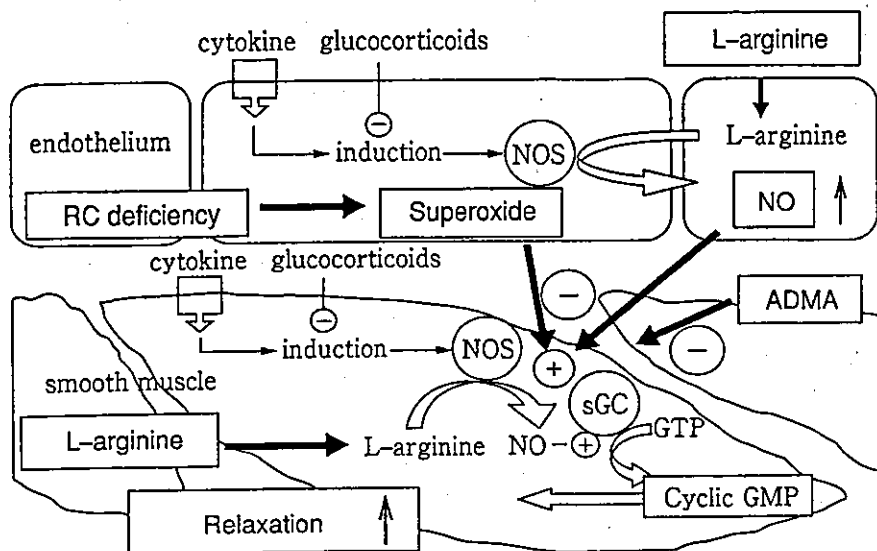 cytokine glucocorticoids
L-arginine
endothelium
−
induction
NOS
L-arginine
RC deficiency
Superoxide
NO
cytokine glucocorticoids
−
ADMA
−
induction
NOS
+
−
smooth muscle
sGC
L-arginine
L-arginine
NO
+
GTP
Relaxation
Cyclic GMP